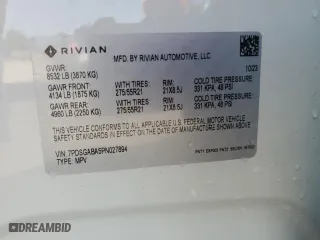 RIVIAN
MFD. BY RIVIAN AUTOMOTIVE, LLC
GVWR:
8532 LB (3870 KG)
10/23
GAWR FRONT: WITH TIRES: RIM: COLD TIRE PRESSURE:
4134 LB (1875 KG) 275/55R21 21X8.5J 331 KPA, 48 PSI
GAWR REAR: WITH TIRES: RIM: COLD TIRE PRESSURE:
4960 LB (2250 KG) 275/55R21 21X8.5J 331 KPA, 48 PSI
THIS VEHICLE CONFORMS TO ALL APPLICABLE U.S. FEDERAL MOTOR VEHICLE
SAFETY STANDARDS IN EFFECT ON THE DATE OF MANUFACTURE SHOWN ABOVE.
VIN: 7PDSGABA5PN027894
TYPE: MPV
AUTOBIDMASTER